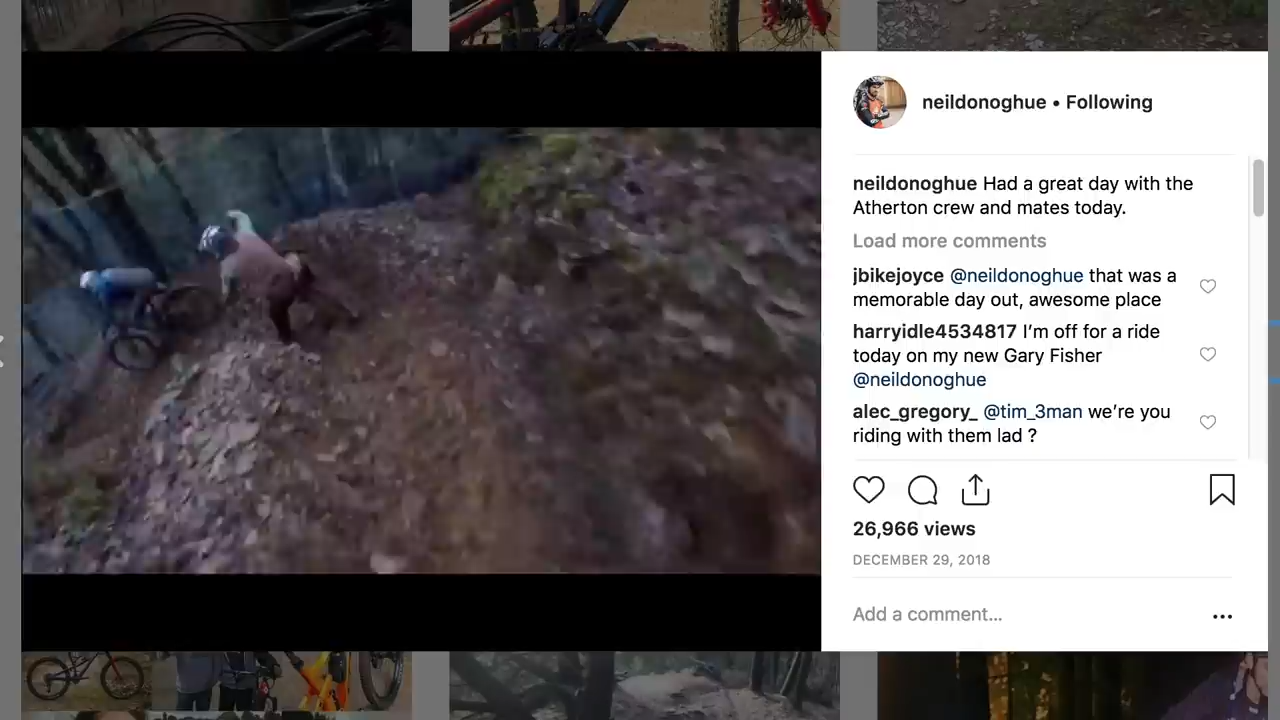 neildonoghue • Following
neildonoghue Had a great day with the
Atherton crew and mates today.
Load more comments
jbikejoyce @neildonoghue that was a
memorable day out, awesome place
harryidle4534817 I'm off for a ride
today on my new Gary Fisher
@neildonoghue
alec_gregory_ @tim_3man we're you
riding with them lad ?
26,966 views
DECEMBER 29, 2018
Add a comment...